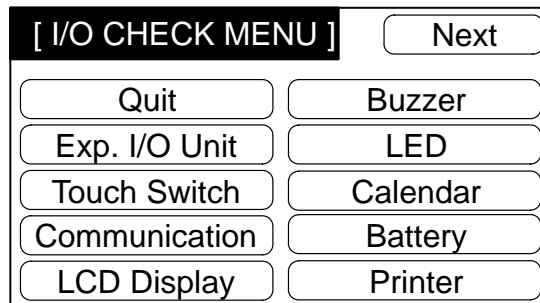 [ I/O CHECK MENU ] Next
Quit Buzzer
Exp. I/O Unit LED
Touch Switch Calendar
Communication Battery
LCD Display Printer